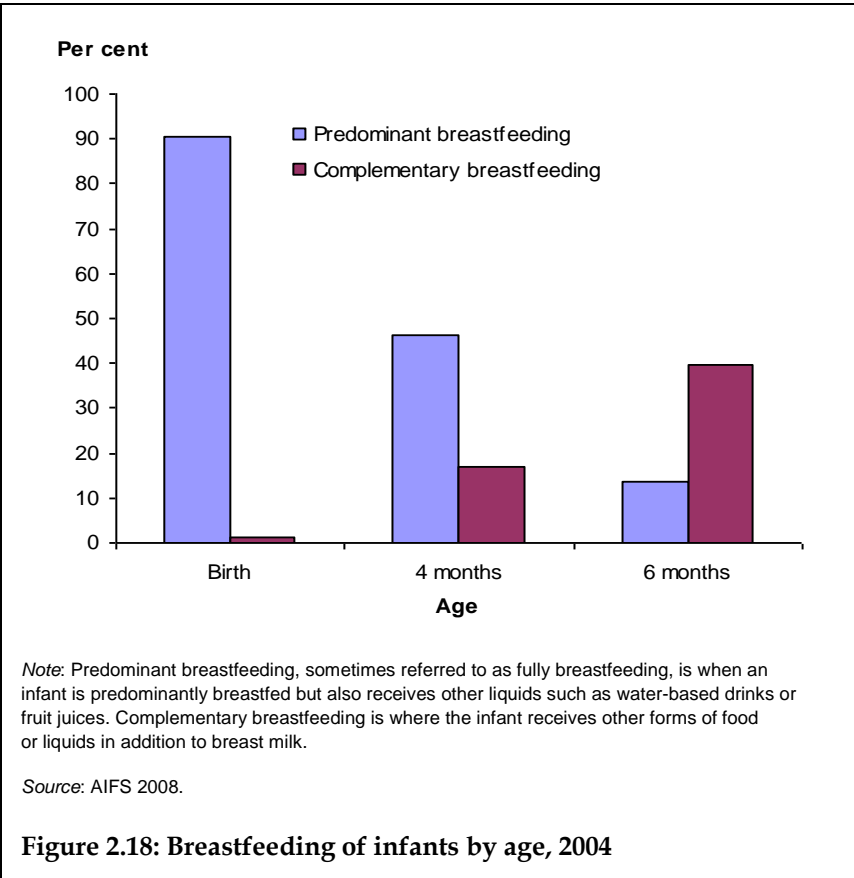 Per cent
100
90
80
70
60
50
40
30
20
10
0
Predominant breastfeeding
Complementary breastfeeding
Birth 4 months 6 months
Age
Note: Predominant breastfeeding, sometimes referred to as fully breastfeeding, is when an
infant is predominantly breastfed but also receives other liquids such as water-based drinks or
fruit juices. Complementary breastfeeding is where the infant receives other forms of food
or liquids in addition to breast milk.
Source: AIFS 2008.
Figure 2.18: Breastfeeding of infants by age, 2004